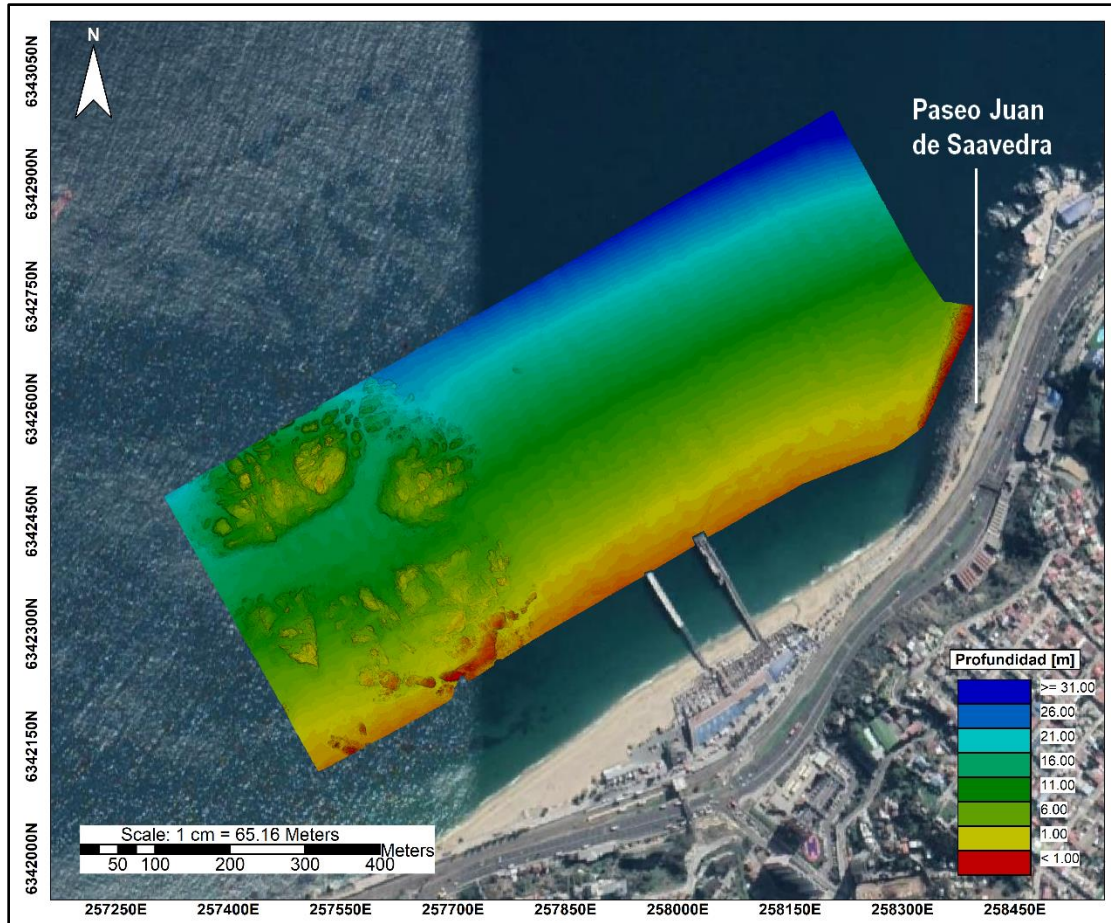 N
Paseo Juan
de Saavedra
6343050N
6342900N
6342750N
6342600N
6342450N
6342300N
6342150N
6342000N
Profundidad [m]
>= 31.00
26.00
21.00
16.00
11.00
6.00
1.00
< 1.00
Scale: 1 cm = 65.16 Meters
50 100 200 300 400 Meters
257250E 257400E 257550E 257700E 257850E 258000E 258150E 258300E 258450E